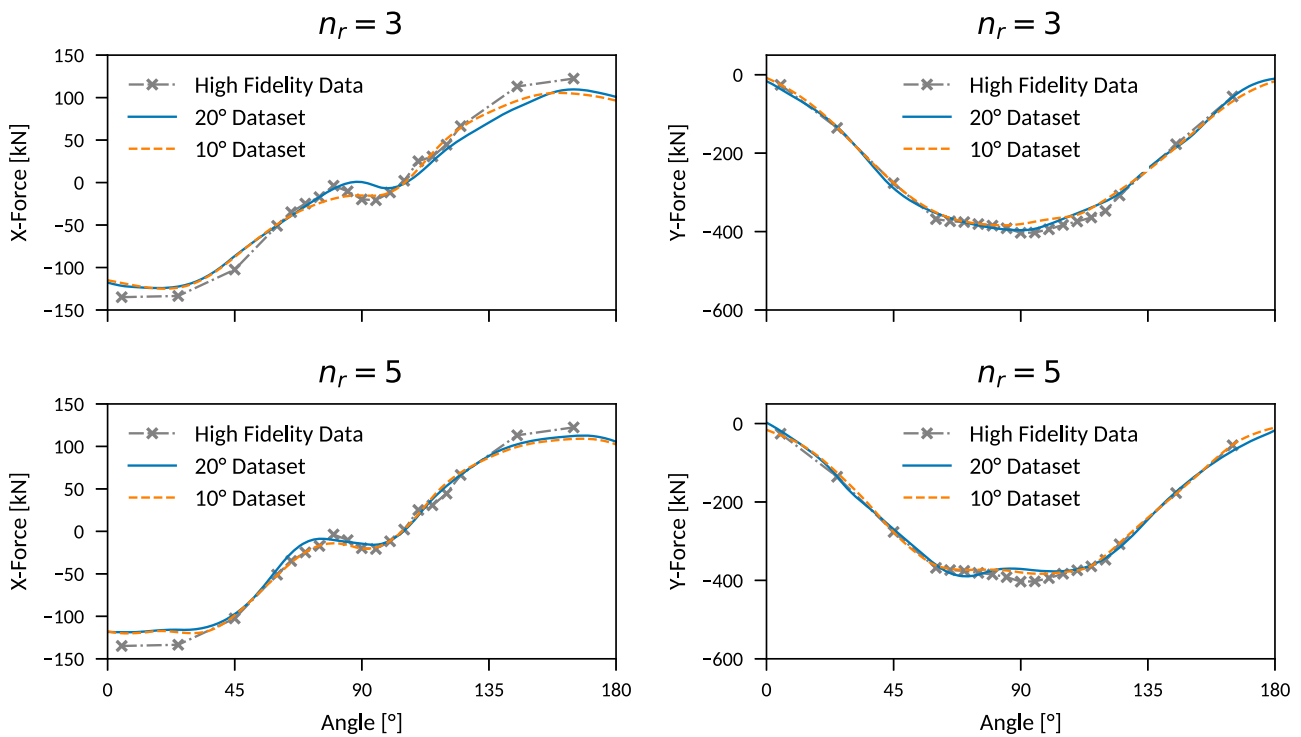 n_r = 3
150
100
50
0
−50
−100
−150
X-Force [kN]
High Fidelity Data
20° Dataset
10° Dataset
n_r = 3
0
−200
−400
−600
Y-Force [kN]
High Fidelity Data
20° Dataset
10° Dataset
n_r = 5
150
100
50
0
−50
−100
−150
X-Force [kN]
High Fidelity Data
20° Dataset
10° Dataset
0 45 90 135 180
Angle [°]
n_r = 5
0
−200
−400
−600
Y-Force [kN]
High Fidelity Data
20° Dataset
10° Dataset
0 45 90 135 180
Angle [°]